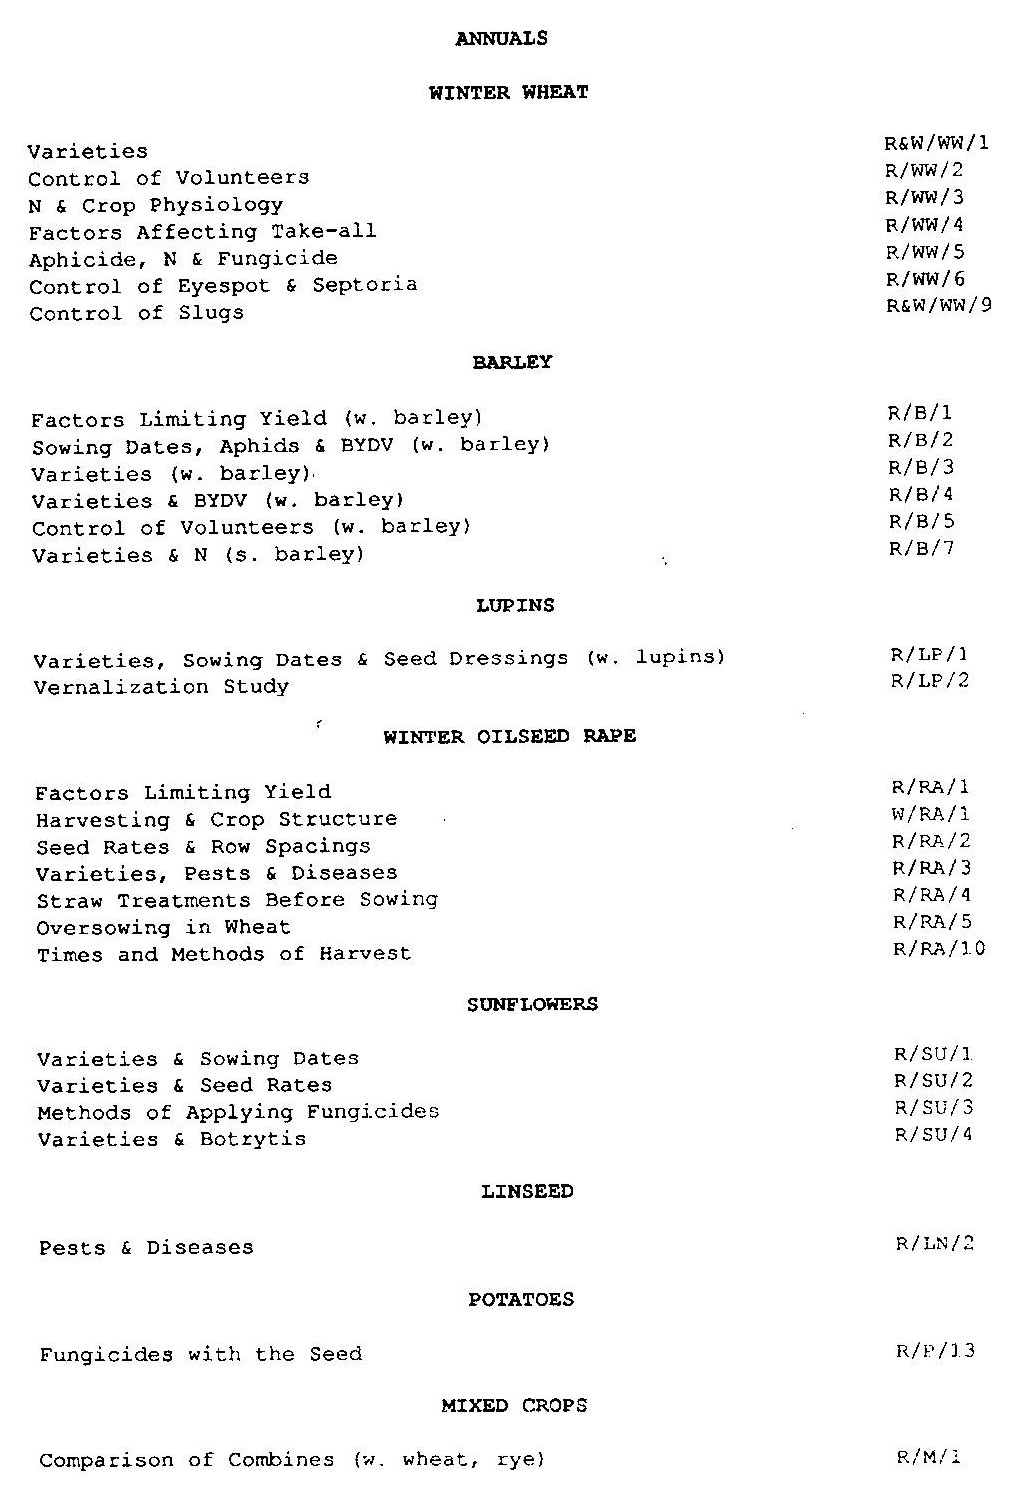 ANNUALS
WINTER WHEAT
Varieties R&W/WW/1
Control of Volunteers R/WW/2
N & Crop Physiology R/WW/3
Factors Affecting Take-all R/WW/4
Aphicide, N & Fungicide R/WW/5
Control of Eyespot & Septoria R/WW/6
Control of Slugs R&W/WW/9
BARLEY
Factors Limiting Yield (w. barley) R/B/1
Sowing Dates, Aphids & BYDV (w. barley) R/B/2
Varieties (w. barley) R/B/3
Varieties & BYDV (w. barley) R/B/4
Control of Volunteers (w. barley) R/B/5
Varieties & N (s. barley) R/B/7
LUPINS
Varieties, Sowing Dates & Seed Dressings (w. lupins) R/LP/1
Vernalization Study R/LP/2
WINTER OILSEED RAPE
Factors Limiting Yield R/RA/1
Harvesting & Crop Structure W/RA/1
Seed Rates & Row Spacings R/RA/2
Varieties, Pests & Diseases R/RA/3
Straw Treatments Before Sowing R/RA/4
Oversowing in Wheat R/RA/5
Times and Methods of Harvest R/RA/10
SUNFLOWERS
Varieties & Sowing Dates R/SU/1
Varieties & Seed Rates R/SU/2
Methods of Applying Fungicides R/SU/3
Varieties & Botrytis R/SU/4
LINSEED
Pests & Diseases R/LN/2
POTATOES
Fungicides with the Seed R/P/13
MIXED CROPS
Comparison of Combines (w. wheat, rye) R/M/1